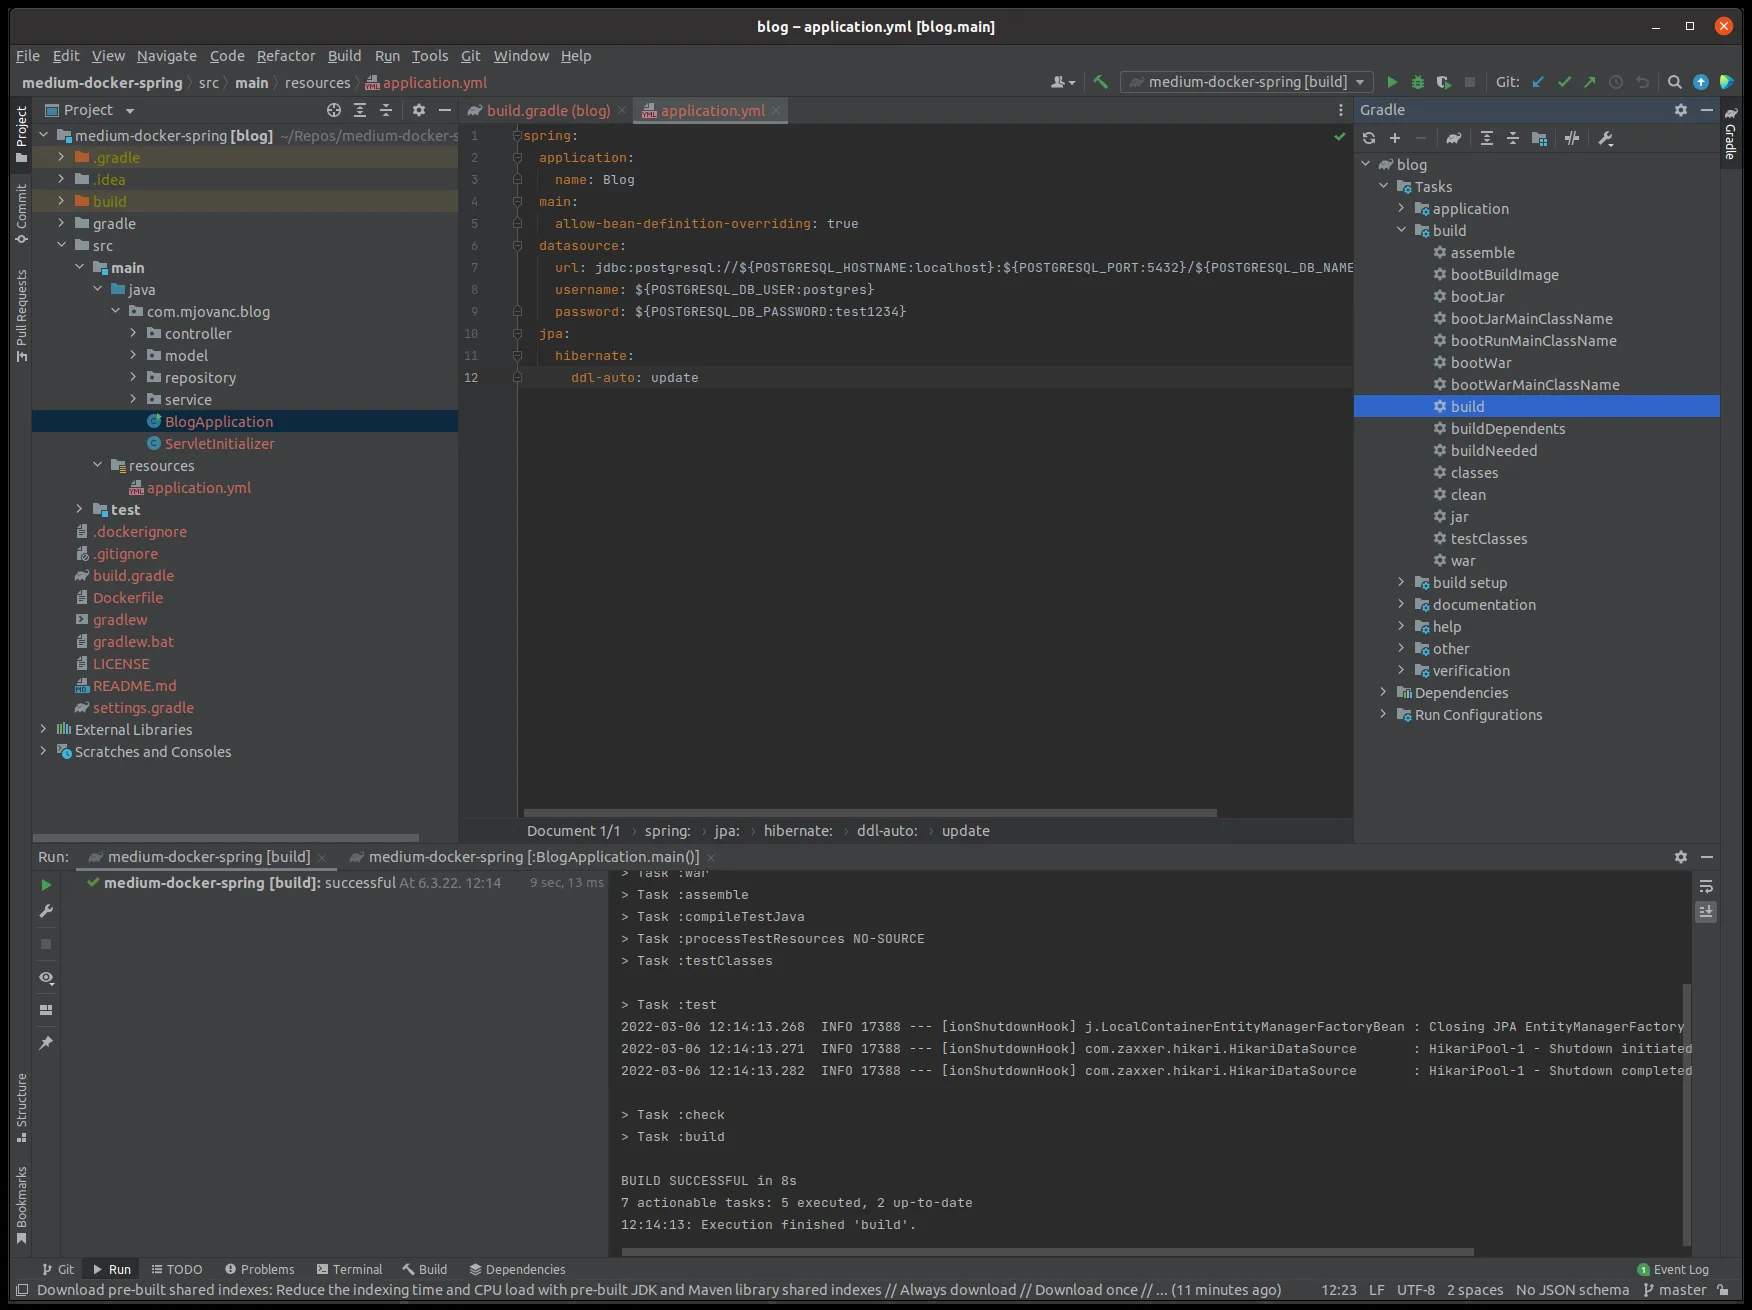 blog – application.yml [blog.main]
File Edit View Navigate Code Refactor Build Run Tools Git Window Help
medium-docker-spring src main resources application.yml
medium-docker-spring [build] Git:
Project
Commit
Pull Requests
Structure
Bookmarks
Project
medium-docker-spring [blog] ~/Repos/medium-docker-s
.gradle
.idea
build
gradle
src
main
java
com.mjovanc.blog
controller
model
repository
service
BlogApplication
ServletInitializer
resources
application.yml
test
.dockerignore
.gitignore
build.gradle
Dockerfile
gradlew
gradlew.bat
LICENSE
README.md
settings.gradle
External Libraries
Scratches and Consoles
build.gradle (blog) application.yml
1 spring:
2 application:
3 name: Blog
4 main:
5 allow-bean-definition-overriding: true
6 datasource:
7 url: jdbc:postgresql://${POSTGRESQL_HOSTNAME:localhost}:${POSTGRESQL_PORT:5432}/${POSTGRESQL_DB_NAME
8 username: ${POSTGRESQL_DB_USER:postgres}
9 password: ${POSTGRESQL_DB_PASSWORD:test1234}
10 jpa:
11 hibernate:
12 ddl-auto: update
Document 1/1 spring: jpa: hibernate: ddl-auto: update
Gradle
Gradle
blog
Tasks
application
build
assemble
bootBuildImage
bootJar
bootJarMainClassName
bootRunMainClassName
bootWar
bootWarMainClassName
build
buildDependents
buildNeeded
classes
clean
jar
testClasses
war
build setup
documentation
help
other
verification
Dependencies
Run Configurations
Run: medium-docker-spring [build] medium-docker-spring [:BlogApplication.main()]
medium-docker-spring [build]: successful At 6.3.22. 12:14 9 sec, 13 ms
> Task :war
> Task :assemble
> Task :compileTestJava
> Task :processTestResources NO-SOURCE
> Task :testClasses
> Task :test
2022-03-06 12:14:13.268 INFO 17388 --- [ionShutdownHook] j.LocalContainerEntityManagerFactoryBean : Closing JPA EntityManagerFactory
2022-03-06 12:14:13.271 INFO 17388 --- [ionShutdownHook] com.zaxxer.hikari.HikariDataSource : HikariPool-1 - Shutdown initiated
2022-03-06 12:14:13.282 INFO 17388 --- [ionShutdownHook] com.zaxxer.hikari.HikariDataSource : HikariPool-1 - Shutdown completed
> Task :check
> Task :build
BUILD SUCCESSFUL in 8s
7 actionable tasks: 5 executed, 2 up-to-date
12:14:13: Execution finished 'build'.
Git Run TODO Problems Terminal Build Dependencies 1 Event Log
Download pre-built shared indexes: Reduce the indexing time and CPU load with pre-built JDK and Maven library shared indexes // Always download // Download once // ... (11 minutes ago) 12:23 LF UTF-8 2 spaces No JSON schema master